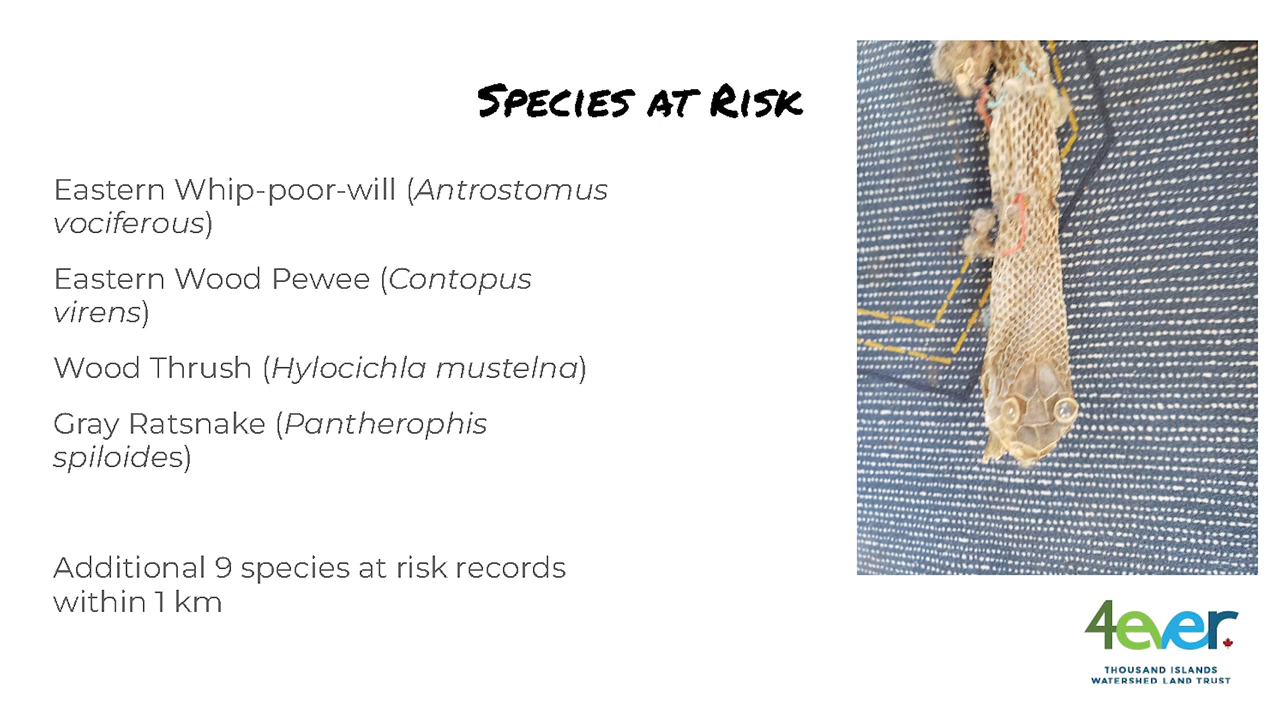 Species at Risk
Eastern Whip-poor-will (Antrostomus
vociferous)
Eastern Wood Pewee (Contopus
virens)
Wood Thrush (Hylocichla mustelna)
Gray Ratsnake (Pantherophis
spiloides)
Additional 9 species at risk records
within 1 km
4ever.
THOUSAND ISLANDS
WATERSHED LAND TRUST